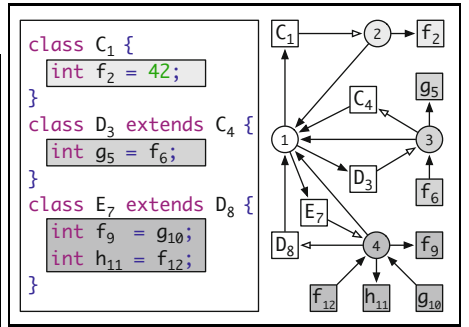 class C₁ {
int f₂ = 42;
}
class D₃ extends C₄ {
int g₅ = f₆;
}
class E₇ extends D₈ {
int f₉ = g₁₀;
int h₁₁ = f₁₂;
}
C₁ 2 f₂
g₅
C₄
1 3
D₃
f₆
E₇
D₈ 4 f₉
f₁₂ h₁₁ g₁₀